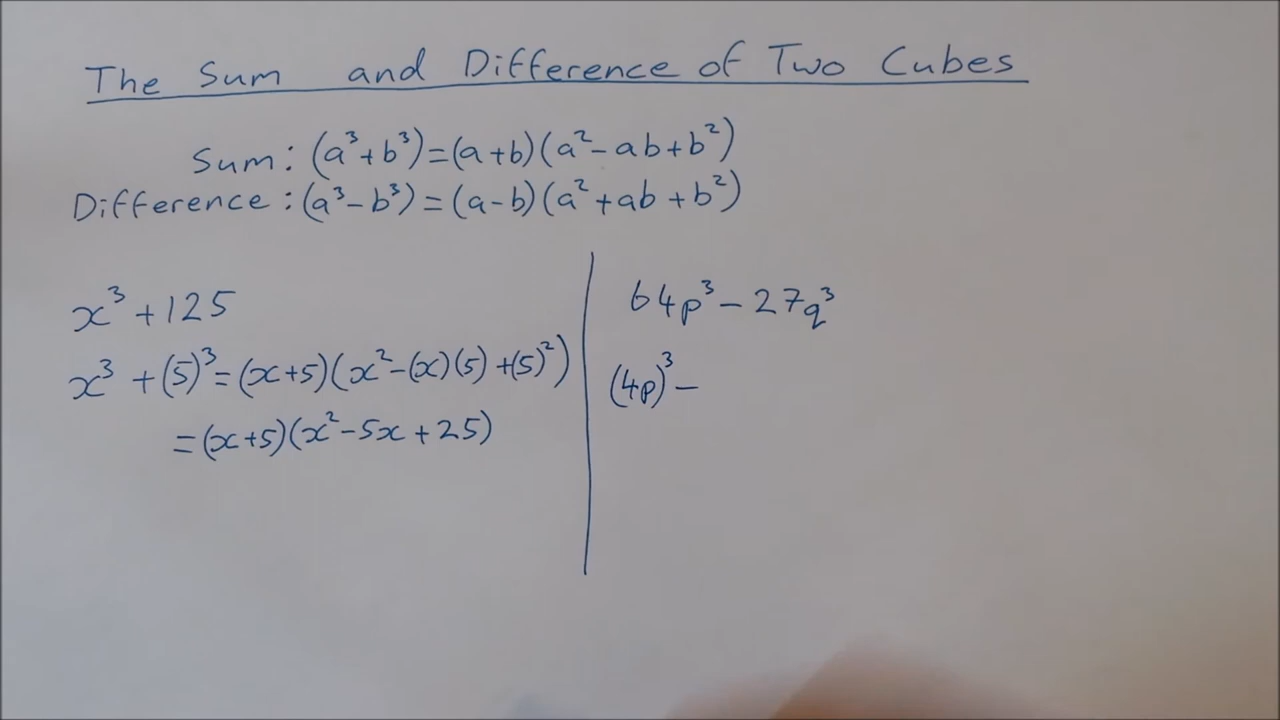 The Sum and Difference of Two Cubes
Sum: (a³+b³)=(a+b)(a²-ab+b²)
Difference: (a³-b³)=(a-b)(a²+ab+b²)
x³+125
x³+(5)³=(x+5)(x²-(x)(5)+(5)²)
=(x+5)(x²-5x+25)
64p³-27q³
(4p)³-